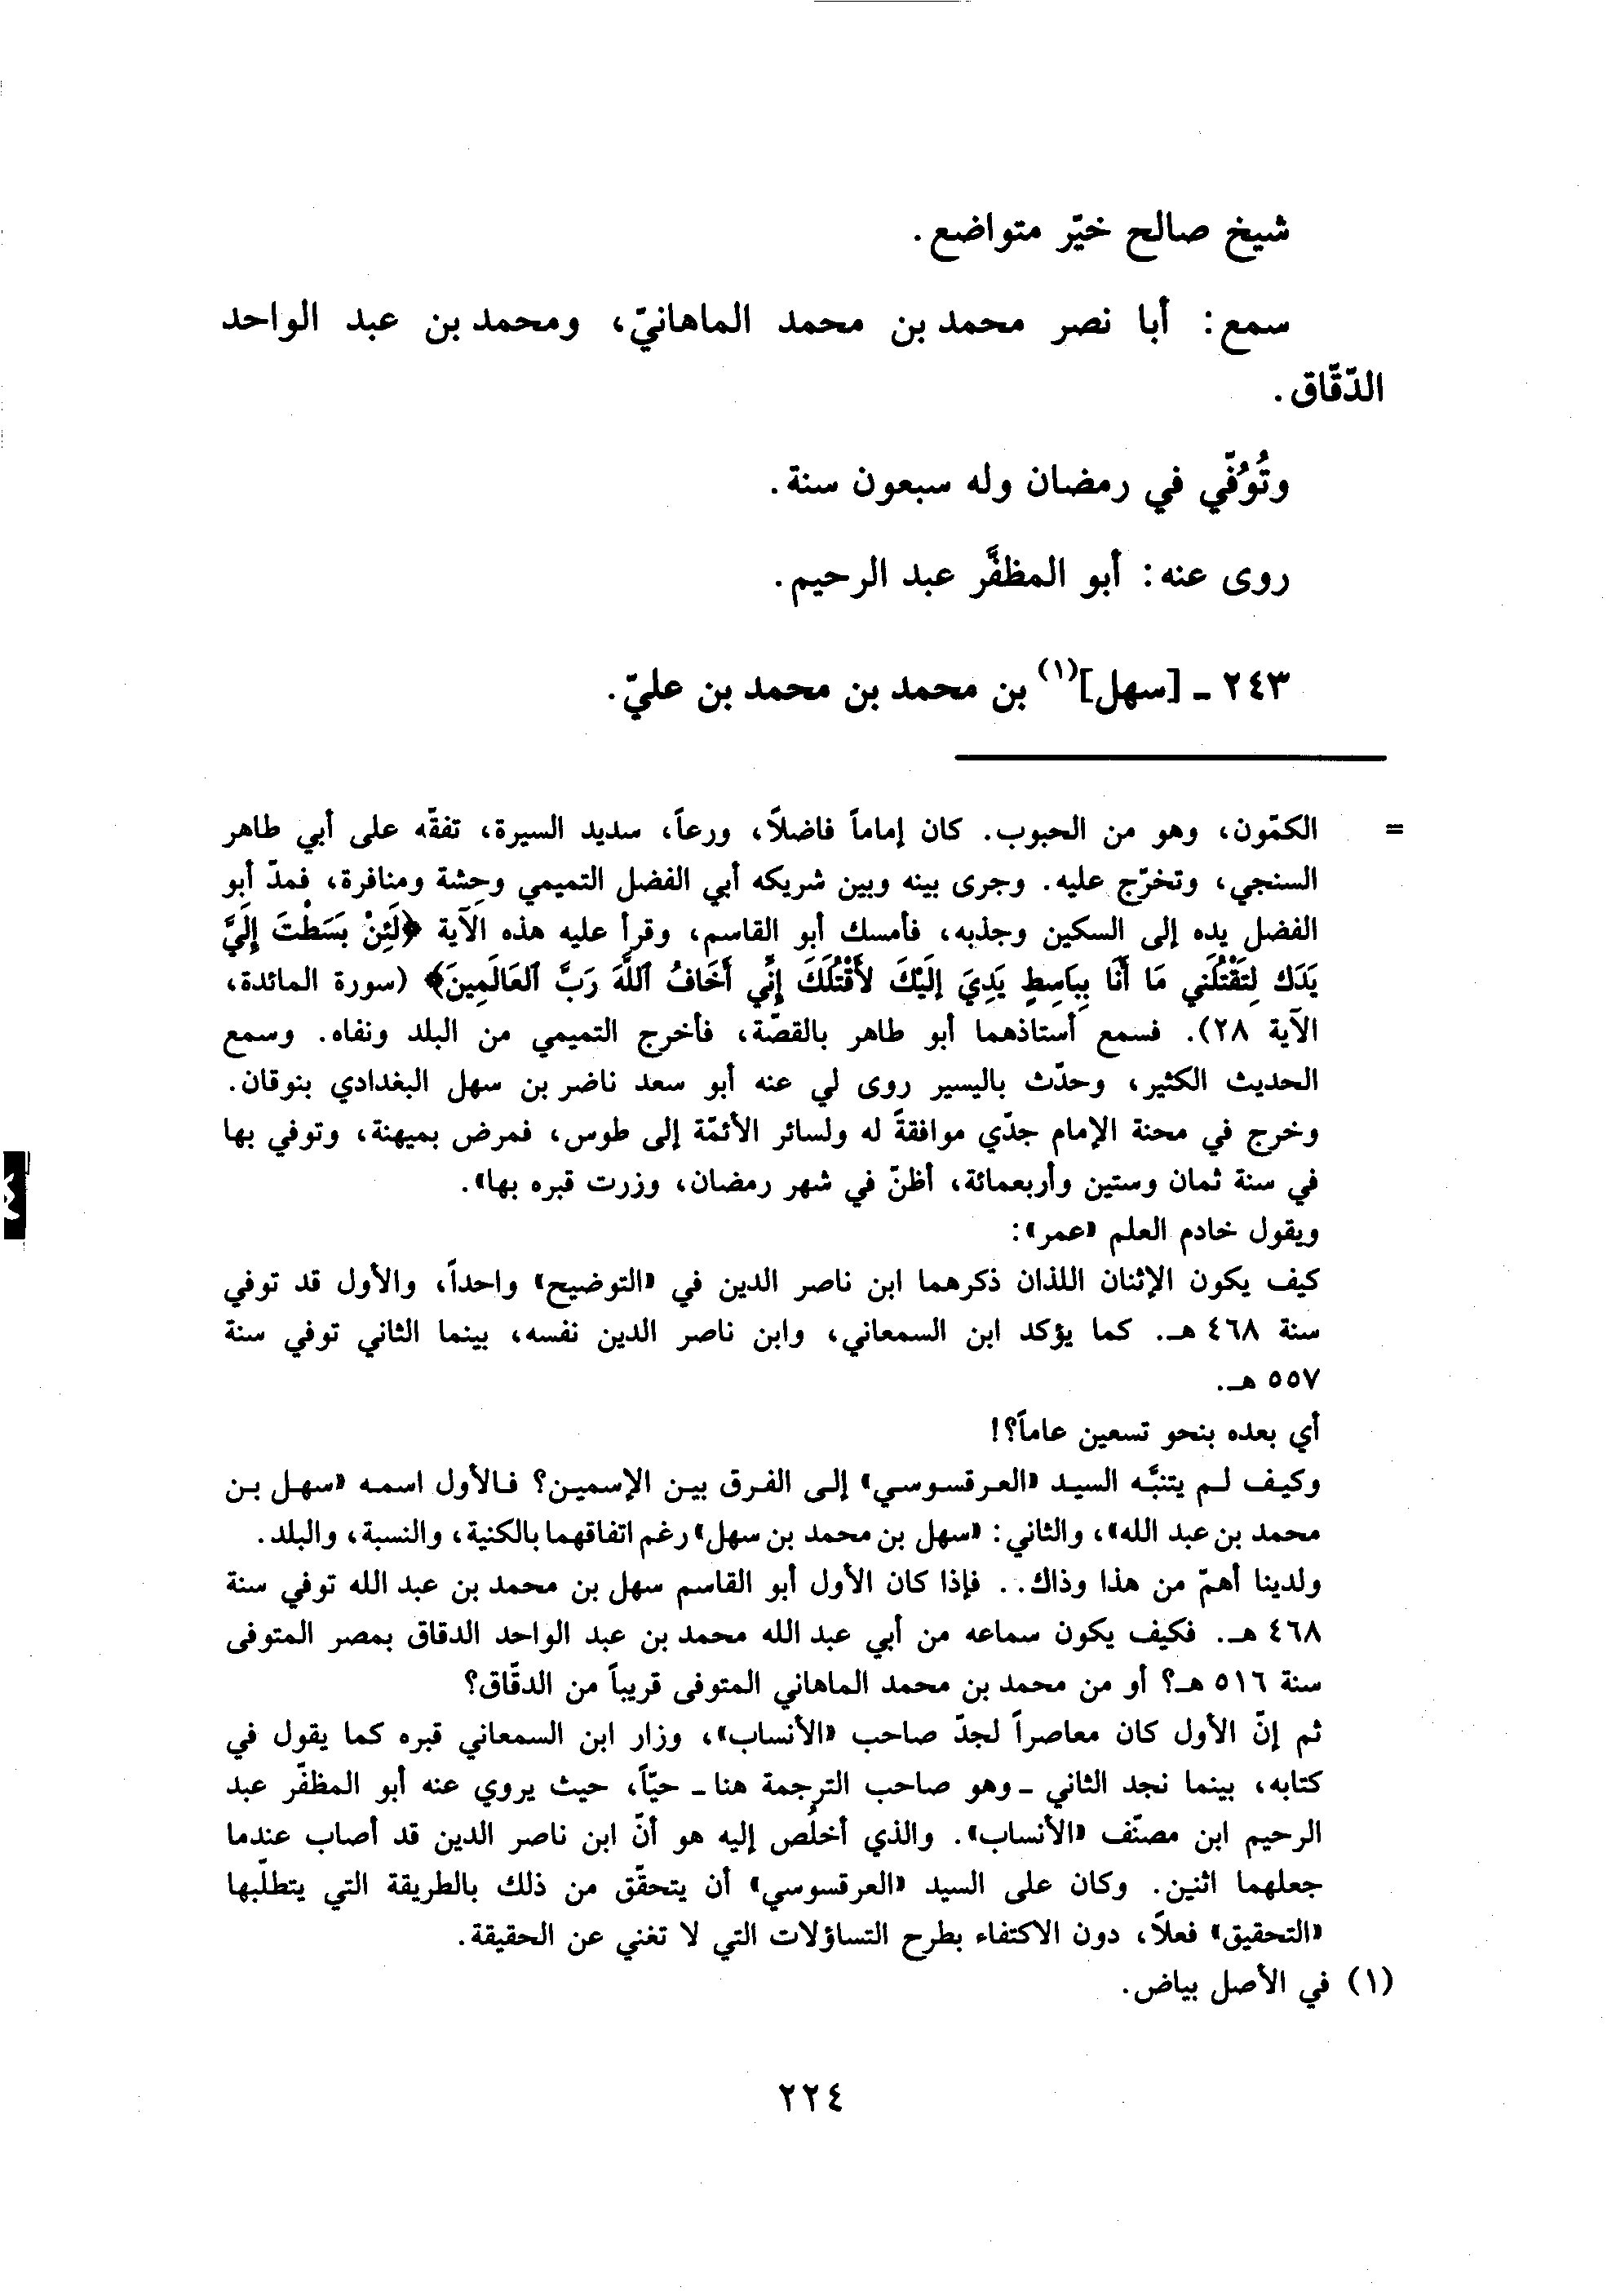 شيخ صالح خيّر متواضع.
سمع: أبا نصر محمد بن محمد الماهانيّ، ومحمد بن عبد الواحد
الدّقّاق.
وتُوُفّي في رمضان وله سبعون سنة.
روى عنه: أبو المظفَّر عبد الرحيم.
٢٤٣ ـ [سهل](١) بن محمد بن محمد بن عليّ.
= الكمّون، وهو من الحبوب. كان إماماً فاضلاً، ورعاً، سديد السيرة، تفقّه على أبي طاهر
السنجي، وتخرّج عليه. وجرى بينه وبين شريكه أبي الفضل التميمي وحشة ومنافرة، فمدّ أبو
الفضل يده إلى السكين وجذبه، فأمسك أبو القاسم، وقرأ عليه هذه الآية ﴿لَئِنْ بَسَطْتَ إِلَيَّ
يَدَكَ لِتَقْتُلَني مَا أَنَا بِبَاسِطٍ يَدِيَ إِلَيْكَ لأَقْتُلَكَ إِنَّي أَخَافُ ٱللَّهَ رَبَّ ٱلعَالَمِينَ﴾ (سورة المائدة،
الآية ٢٨). فسمع أستاذهما أبو طاهر بالقصّة، فأخرج التميمي من البلد ونفاه. وسمع
الحديث الكثير، وحدّث باليسير روى لي عنه أبو سعد ناضر بن سهل البغدادي بنوقان.
وخرج في محنة الإمام جدّي موافقةً له ولسائر الأئمّة إلى طوس، فمرض بميهنة، وتوفي بها
في سنة ثمان وستين وأربعمائة، أظنّ في شهر رمضان، وزرت قبره بها».
ويقول خادم العلم «عمر»:
كيف يكون الإثنان اللذان ذكرهما ابن ناصر الدين في «التوضيح» واحداً، والأول قد توفي
سنة ٤٦٨ هـ. كما يؤكد ابن السمعاني، وابن ناصر الدين نفسه، بينما الثاني توفي سنة
٥٥٧ هـ.
أي بعده بنحو تسعين عاماً؟!
وكيف لم يتنبَّه السيد «العرقسوسي» إلى الفرق بين الإسمين؟ فالأول اسمه «سهل بن
محمد بن عبد الله»، والثاني: «سهل بن محمد بن سهل» رغم اتفاقهما بالكنية، والنسبة، والبلد.
ولدينا أهمّ من هذا وذاك.. فإذا كان الأول أبو القاسم سهل بن محمد بن عبد الله توفي سنة
٤٦٨ هـ. فكيف يكون سماعه من أبي عبد الله محمد بن عبد الواحد الدقاق بمصر المتوفى
سنة ٥١٦ هـ؟ أو من محمد بن محمد الماهاني المتوفى قريباً من الدقّاق؟
ثم إنّ الأول كان معاصراً لجدّ صاحب «الأنساب»، وزار ابن السمعاني قبره كما يقول في
كتابه، بينما نجد الثاني ـ وهو صاحب الترجمة هنا ـ حيّاً، حيث يروي عنه أبو المظفّر عبد
الرحيم ابن مصنّف «الأنساب». والذي أخلُص إليه هو أنّ ابن ناصر الدين قد أصاب عندما
جعلهما اثنين. وكان على السيد «العرقسوسي» أن يتحقّق من ذلك بالطريقة التي يتطلّبها
«التحقيق» فعلاً، دون الاكتفاء بطرح التساؤلات التي لا تغني عن الحقيقة.
(١) في الأصل بياض.
٢٢٤